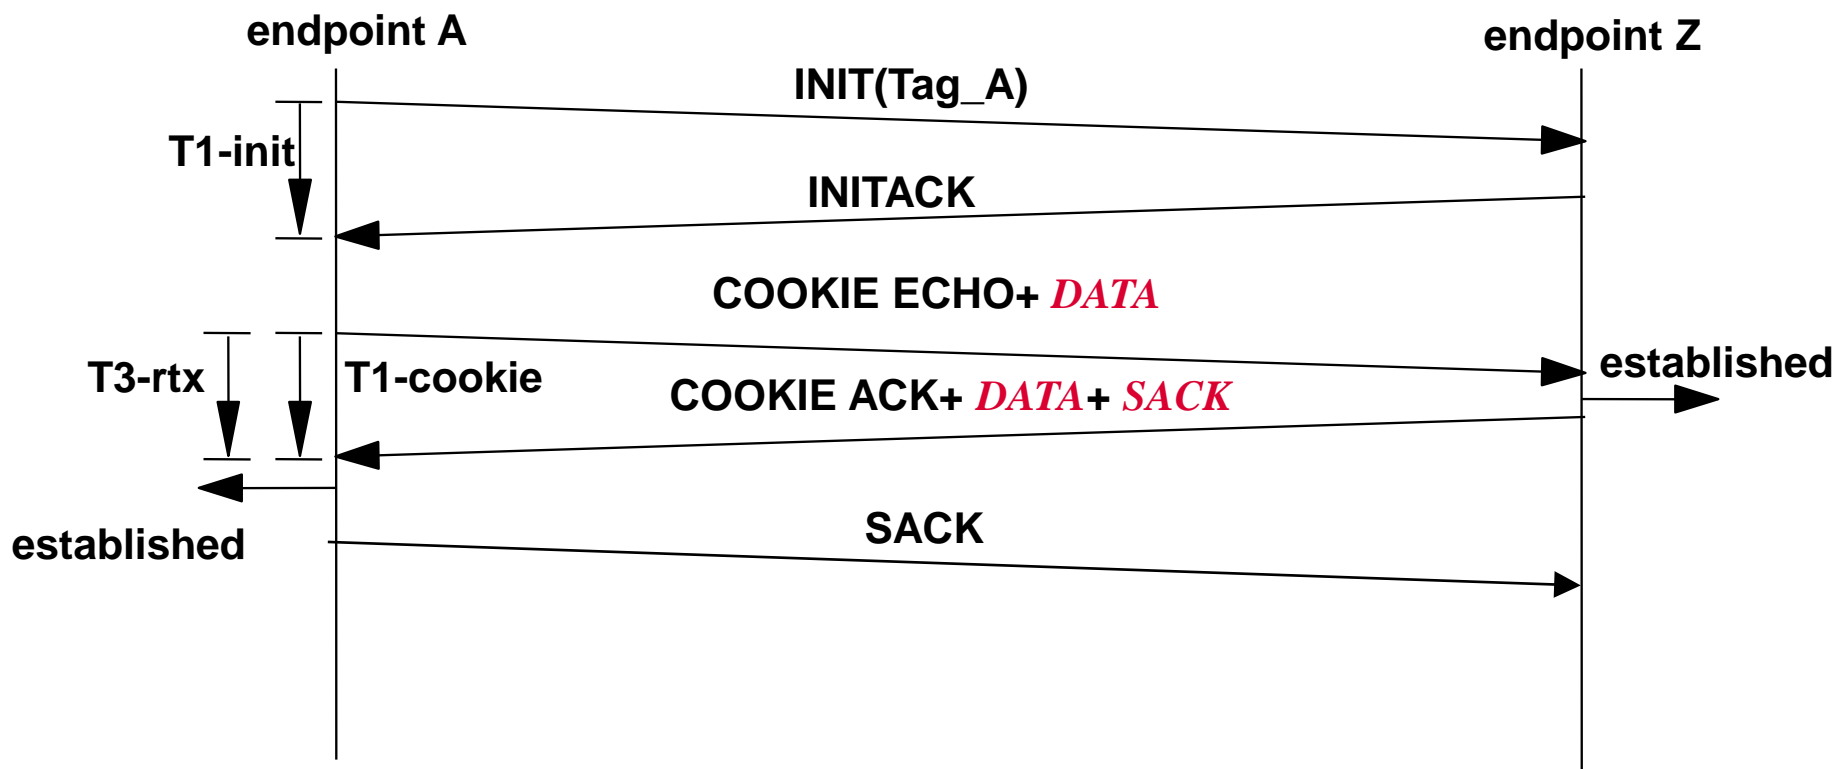 endpoint A
endpoint Z
INIT(Tag_A)
T1-init
INITACK
COOKIE ECHO+ DATA
T3-rtx
T1-cookie
established
COOKIE ACK+ DATA+ SACK
SACK
established